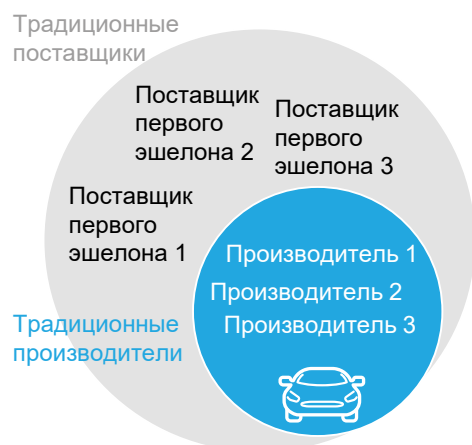 Традиционные
поставщики
Поставщик
первого
эшелона 2
Поставщик
первого
эшелона 3
Поставщик
первого
эшелона 1
Производитель 1
Производитель 2
Производитель 3
Традиционные
производители